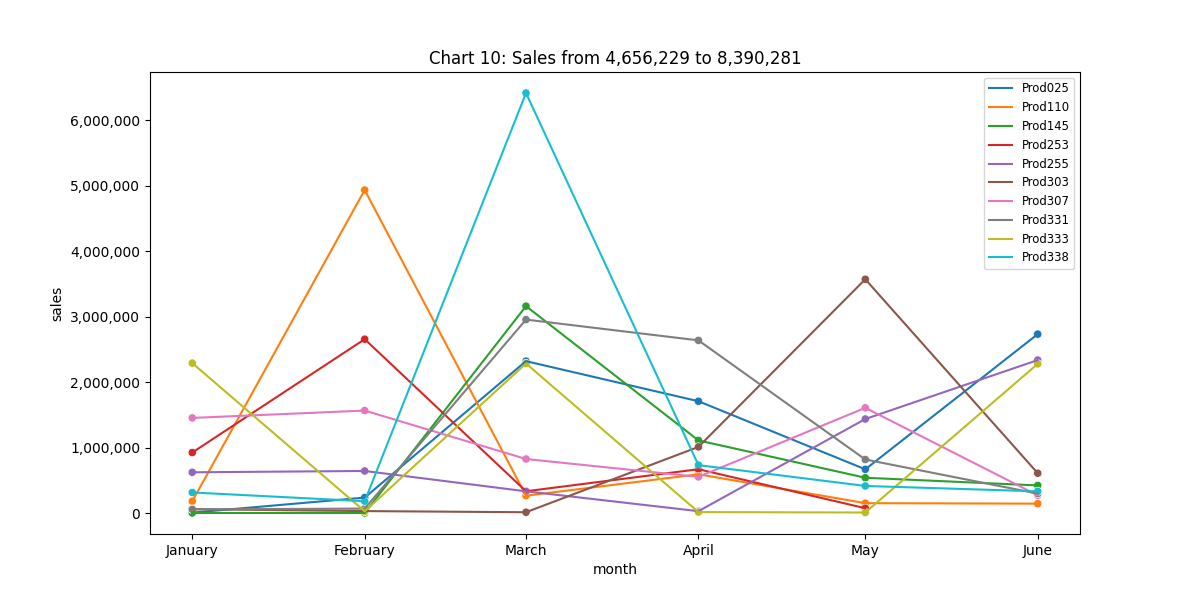 Chart 10: Sales from 4,656,229 to 8,390,281
Prod025
Prod110
Prod145
Prod253
Prod255
Prod303
Prod307
Prod331
Prod333
Prod338
sales
6,000,000
5,000,000
4,000,000
3,000,000
2,000,000
1,000,000
0
January February March April May June
month